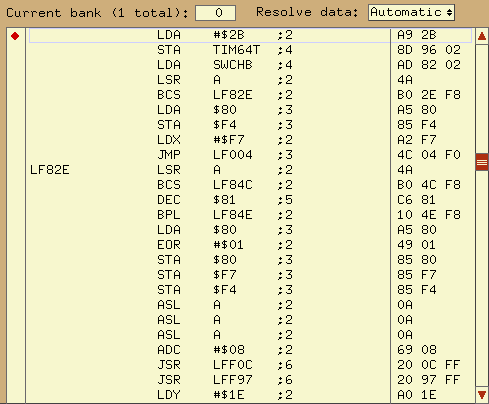 Current bank (1 total): 0 Resolve data: Automatic
LDA #$2B ;2 A9 2B
STA TIM64T ;4 8D 96 02
LDA SWCHB ;4 AD 82 02
LSR A ;2 4A
BCS LF82E ;2 B0 2E F8
LDA $80 ;3 A5 80
STA $F4 ;3 85 F4
LDX #$F7 ;2 A2 F7
JMP LF004 ;3 4C 04 F0
LF82E LSR A ;2 4A
BCS LF84C ;2 B0 4C F8
DEC $81 ;5 C6 81
BPL LF84E ;2 10 4E F8
LDA $80 ;3 A5 80
EOR #$01 ;2 49 01
STA $80 ;3 85 80
STA $F7 ;3 85 F7
STA $F4 ;3 85 F4
ASL A ;2 0A
ASL A ;2 0A
ASL A ;2 0A
ADC #$08 ;2 69 08
JSR LFF0C ;6 20 0C FF
JSR LFF97 ;6 20 97 FF
LDY #$1E ;2 A0 1E